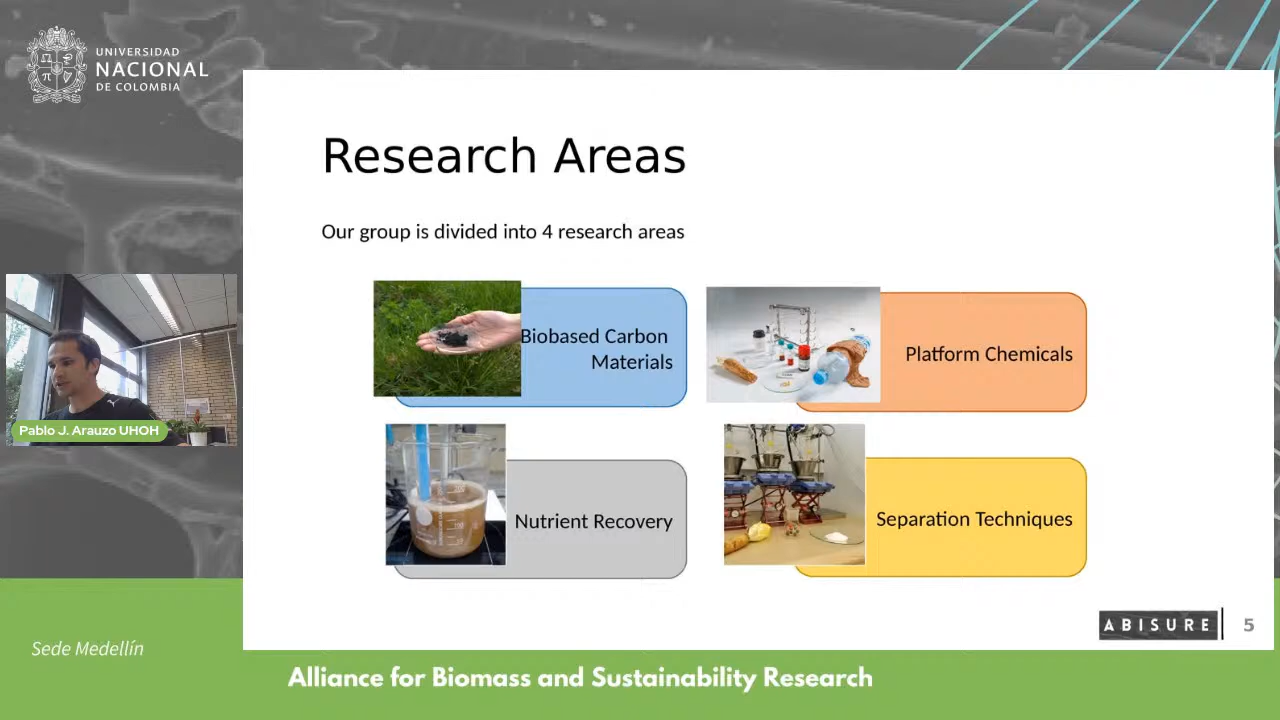 UNIVERSIDAD
NACIONAL
DE COLOMBIA
Research Areas
Our group is divided into 4 research areas
Biobased Carbon
Materials
Platform Chemicals
Pablo J. Arauzo UHOH
Nutrient Recovery
Separation Techniques
ABISURE
5
Sede Medellín
Alliance for Biomass and Sustainability Research